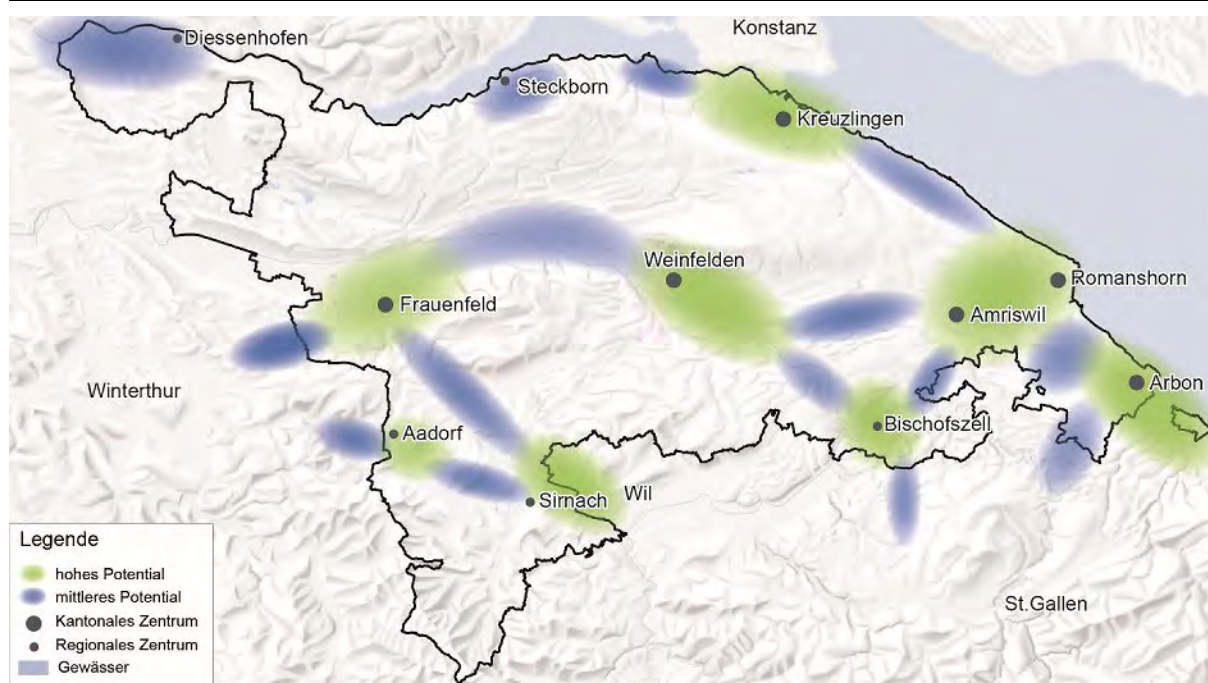 Konstanz
Diessenhofen
Steckborn
Kreuzlingen
Weinfelden
Romanshorn
Frauenfeld
Amriswil
Winterthur
Arbon
Aadorf
Bischofszell
Sirnach
Wil
St.Gallen
Legende
hohes Potential
mittleres Potential
Kantonales Zentrum
Regionales Zentrum
Gewässer